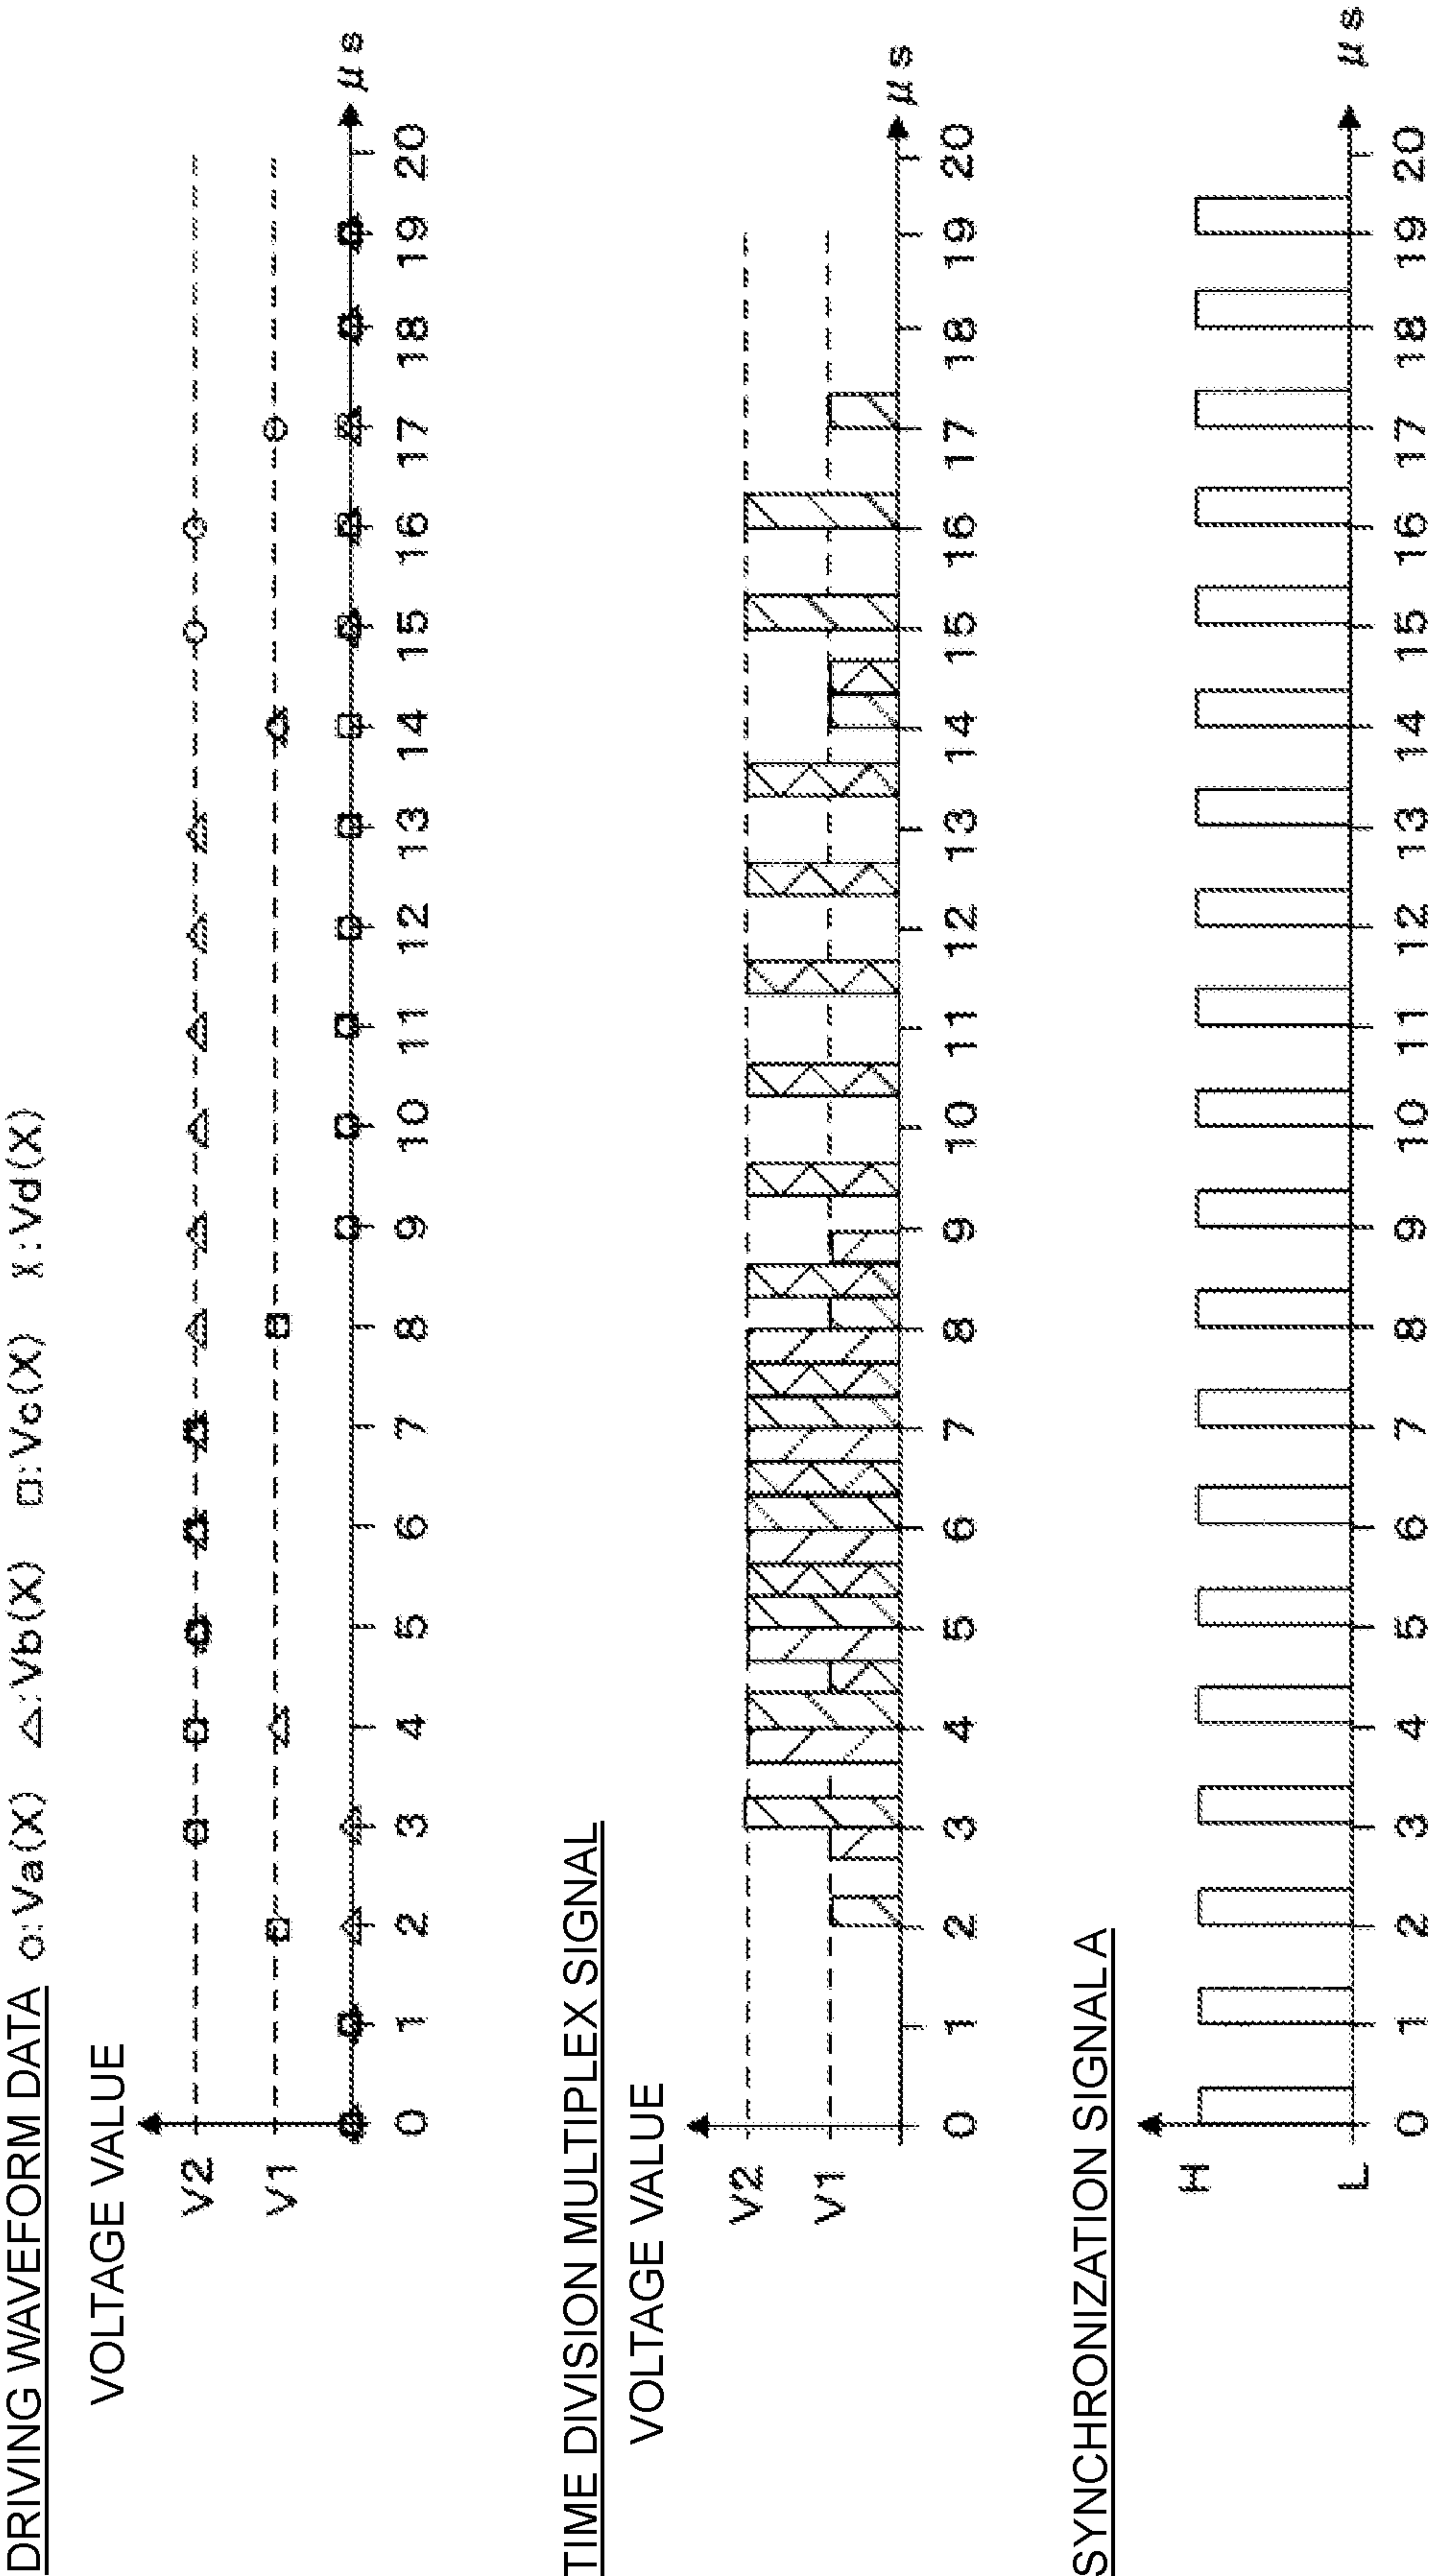 DRIVING WAVEFORM DATA o:Va(X) △:Vb(X) □:Vc(X) x:Vd(X)
VOLTAGE VALUE
V2
V1
0 1 2 3 4 5 6 7 8 9 10 11 12 13 14 15 16 17 18 19 20 μs
TIME DIVISION MULTIPLEX SIGNAL
VOLTAGE VALUE
V2
V1
0 1 2 3 4 5 6 7 8 9 10 11 12 13 14 15 16 17 18 19 20 μs
SYNCHRONIZATION SIGNAL A
H
L
0 1 2 3 4 5 6 7 8 9 10 11 12 13 14 15 16 17 18 19 20 μs